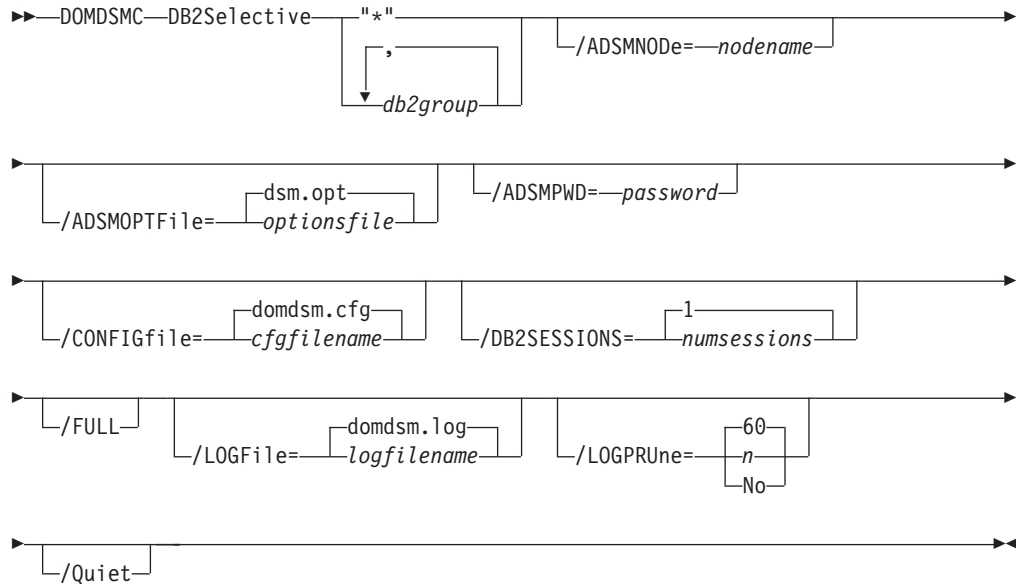 DOMDSMC DB2Selective "*"
,
db2group
/ADSMNODe= nodename
/ADSMOPTFile= dsm.opt
optionsfile
/ADSMPWD= password
/CONFIGfile= domdsm.cfg
cfgfilename
/DB2SESSIONS= 1
numsessions
/FULL
/LOGFile= domdsm.log
logfilename
/LOGPRUne= 60
n
No
/Quiet